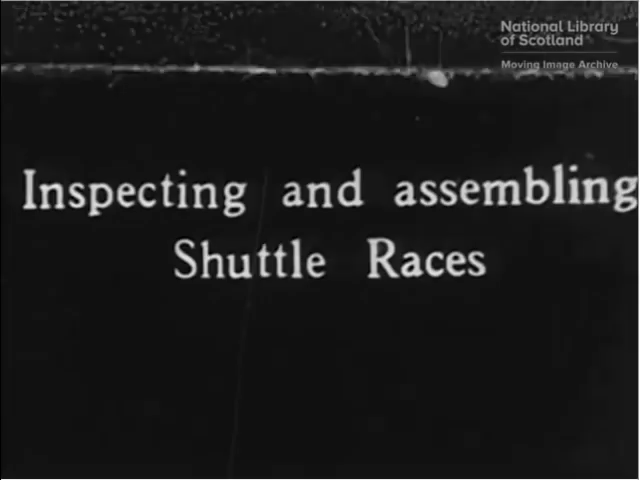 National Library
of Scotland
Moving Image Archive
Inspecting and assembling
Shuttle Races